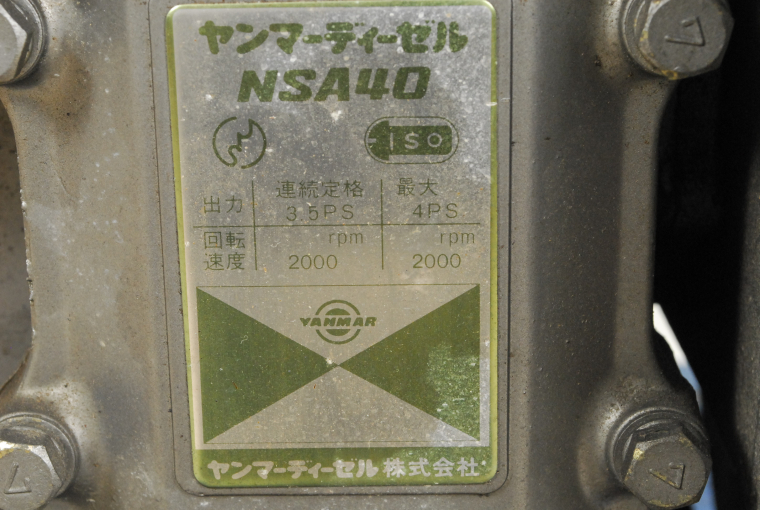 ヤンマーディーゼル
NSA40
ISO
連続定格 最大
出力 3.5PS 4PS
回転 rpm rpm
速度 2000 2000
YANMAR
ヤンマーディーゼル株式会社